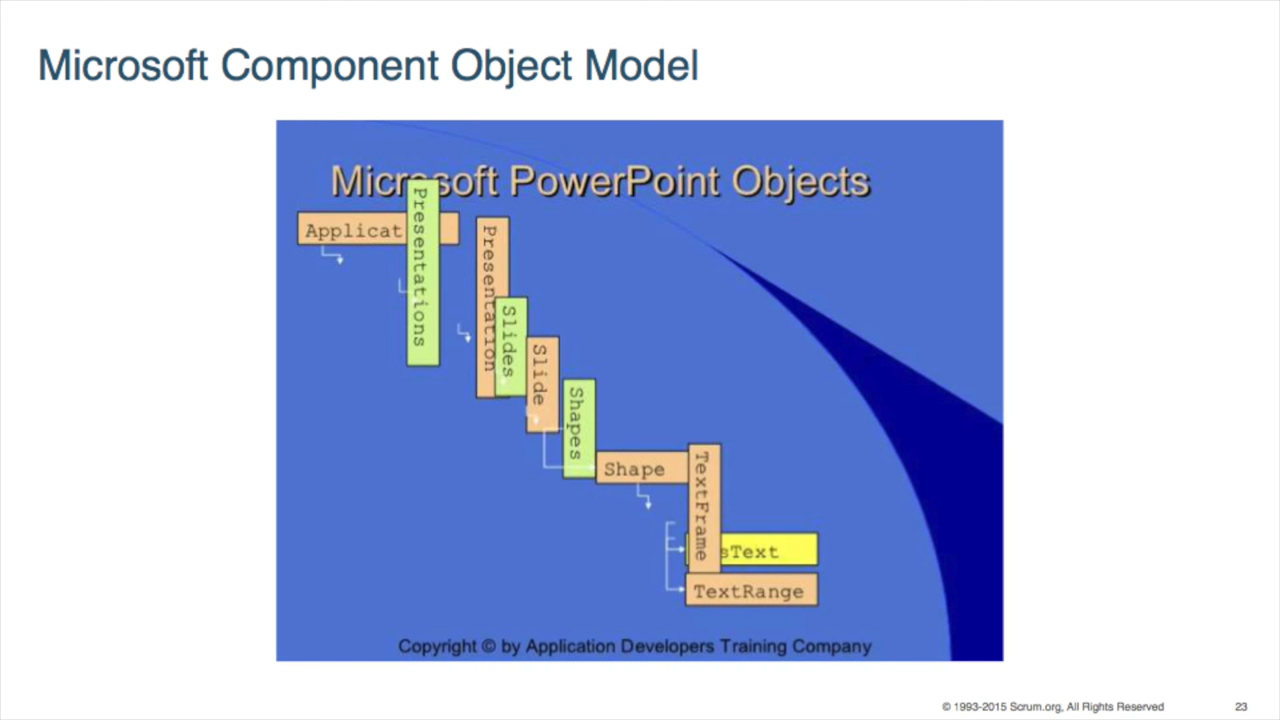 Microsoft Component Object Model
Microsoft PowerPoint Objects
Applicat
Presentations
Presentation
Slides
Slide
Shapes
Shape
TextFrame
sText
TextRange
Copyright © by Application Developers Training Company
© 1993-2015 Scrum.org, All Rights Reserved
23